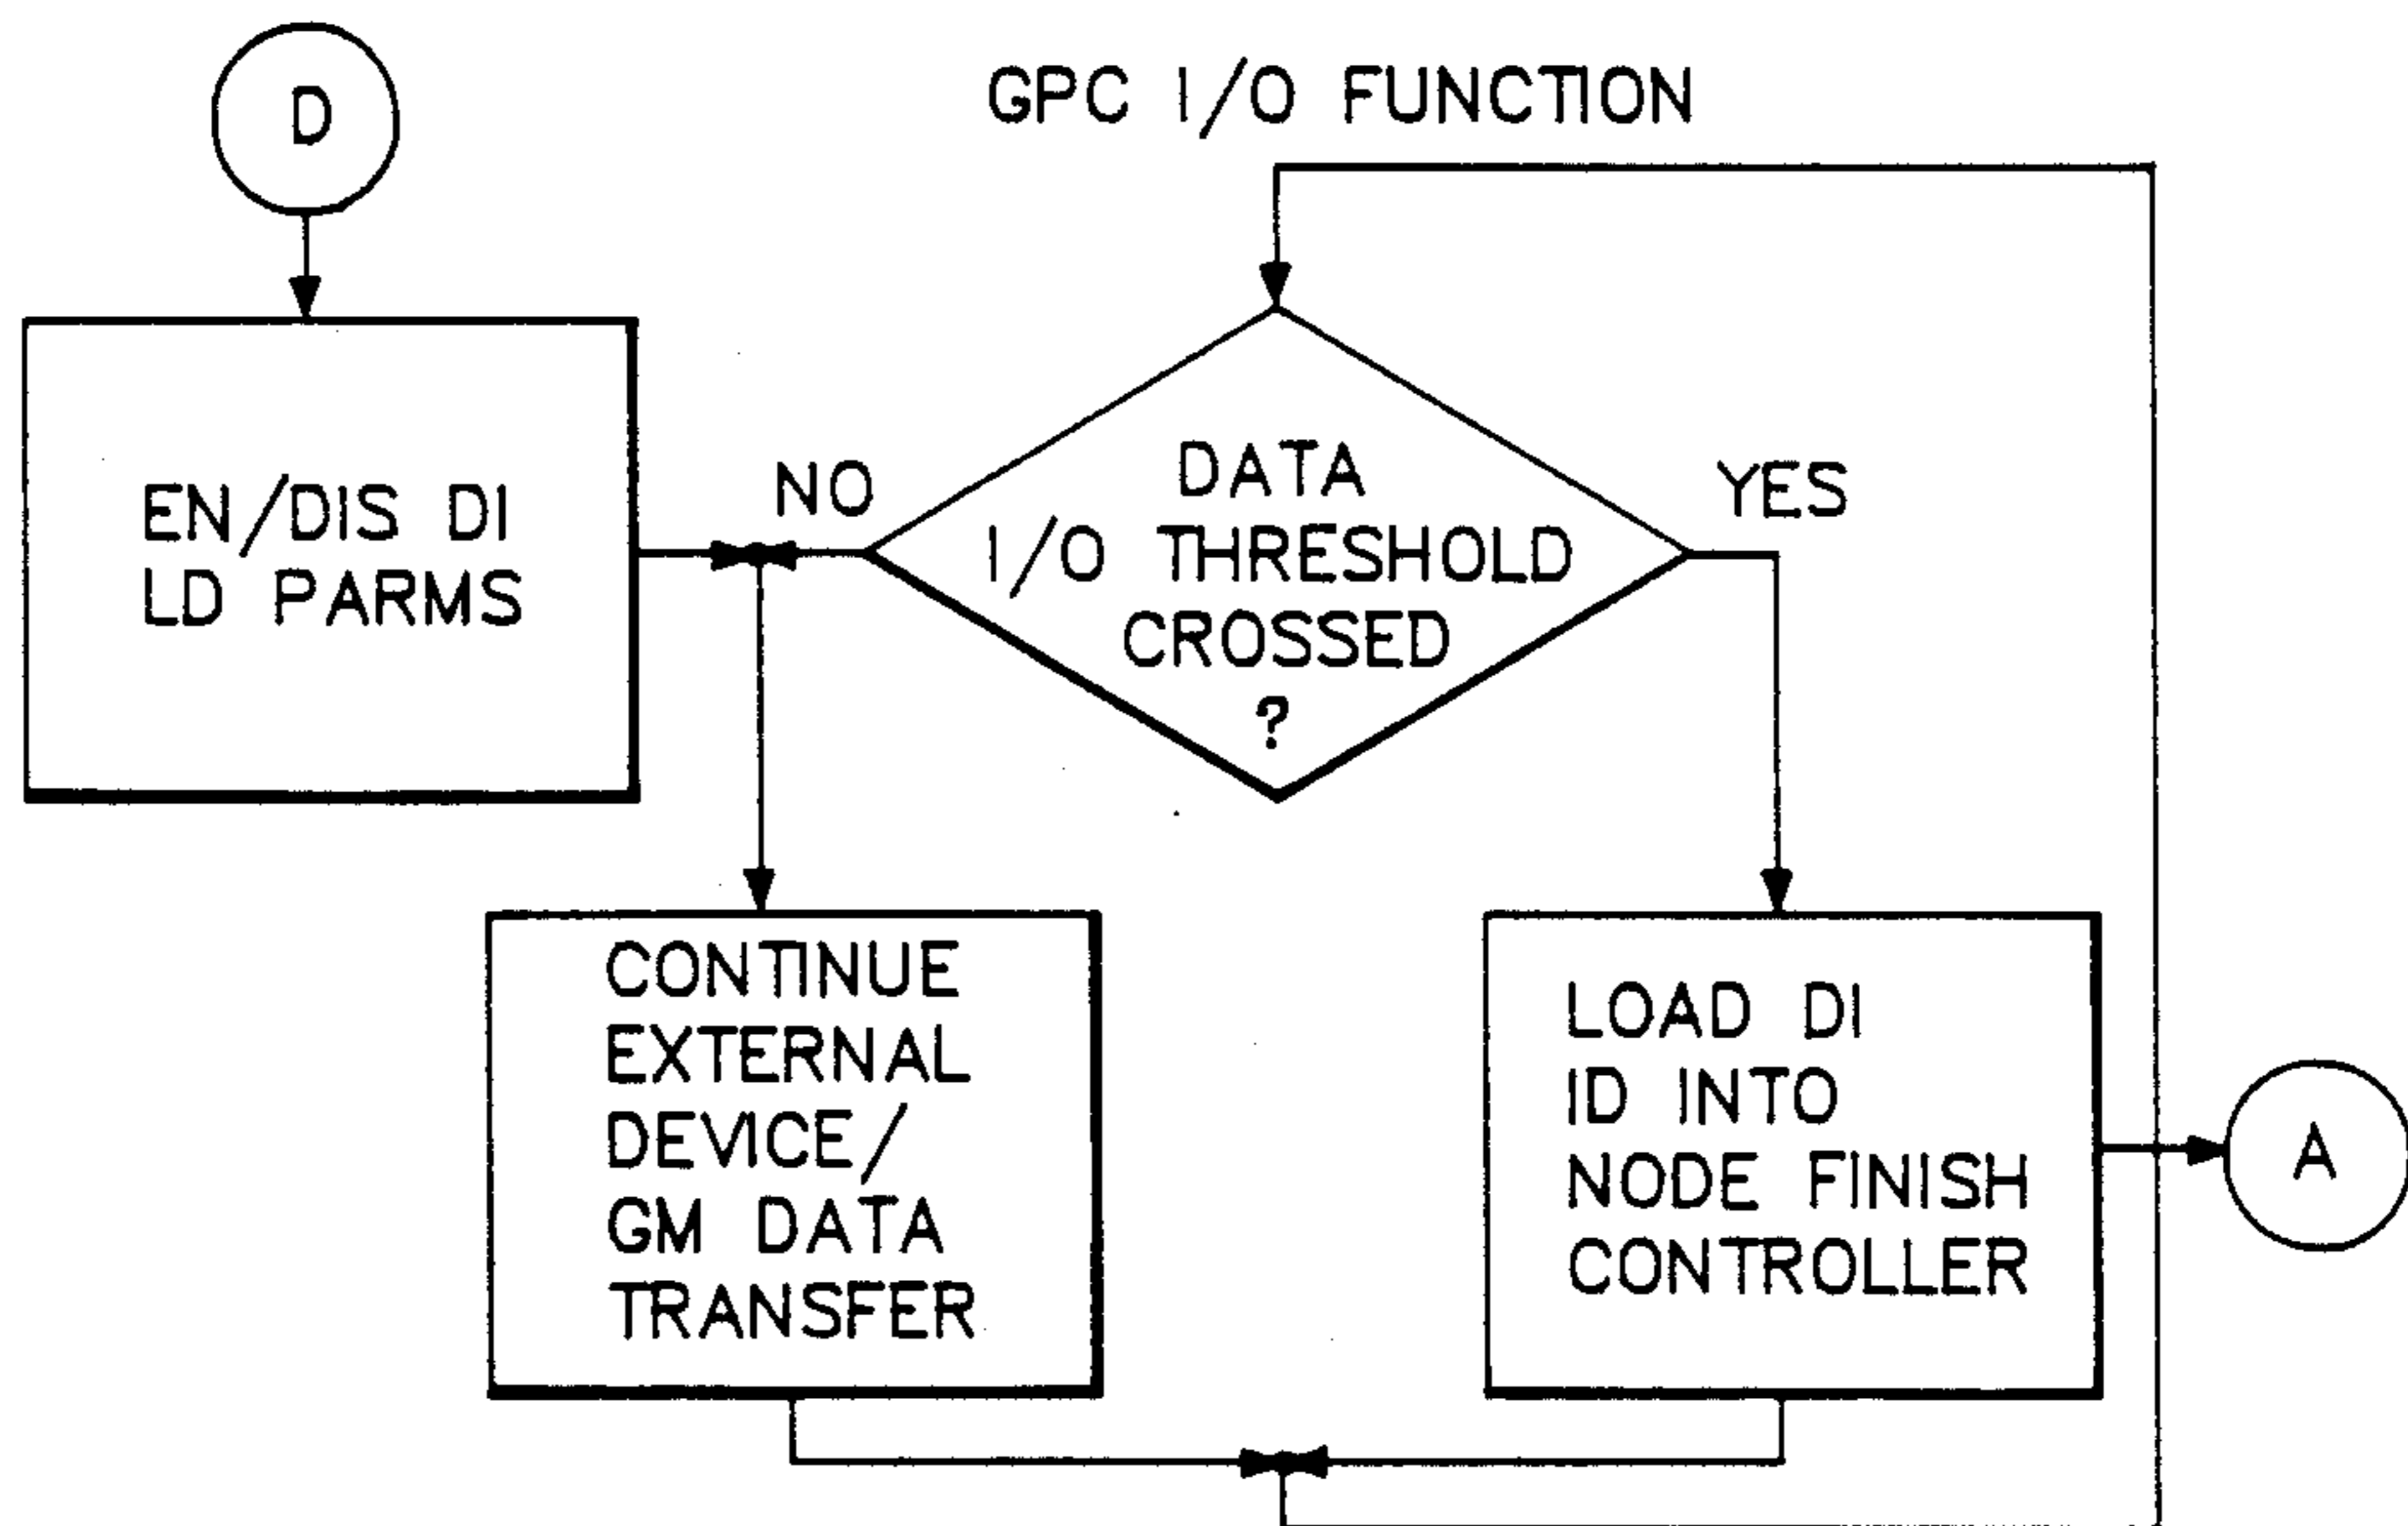 D
GPC I/O FUNCTION
EN/DIS DI
LD PARMS
NO
DATA
I/O THRESHOLD
CROSSED
?
YES
CONTINUE
EXTERNAL
DEVICE/
GM DATA
TRANSFER
LOAD DI
ID INTO
NODE FINISH
CONTROLLER
A